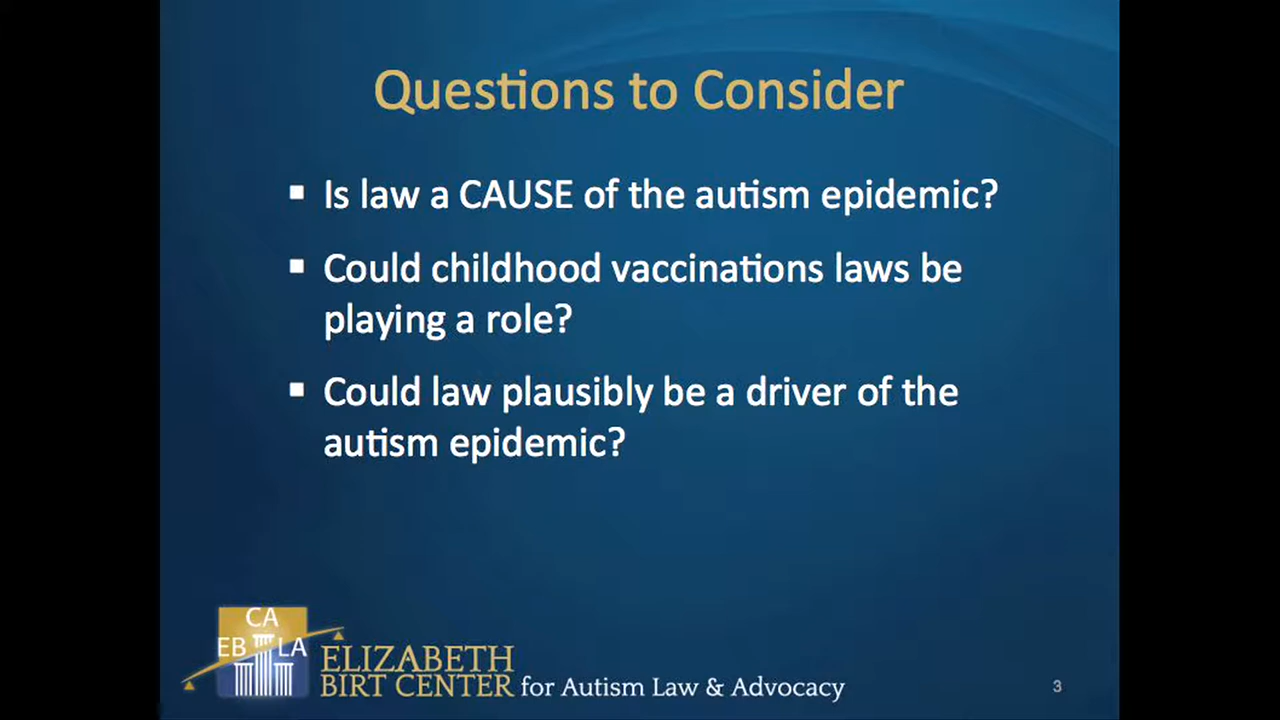 Questions to Consider
▪ Is law a CAUSE of the autism epidemic?
▪ Could childhood vaccinations laws be
playing a role?
▪ Could law plausibly be a driver of the
autism epidemic?
CA
EB LA
ELIZABETH
BIRT CENTER for Autism Law & Advocacy
3